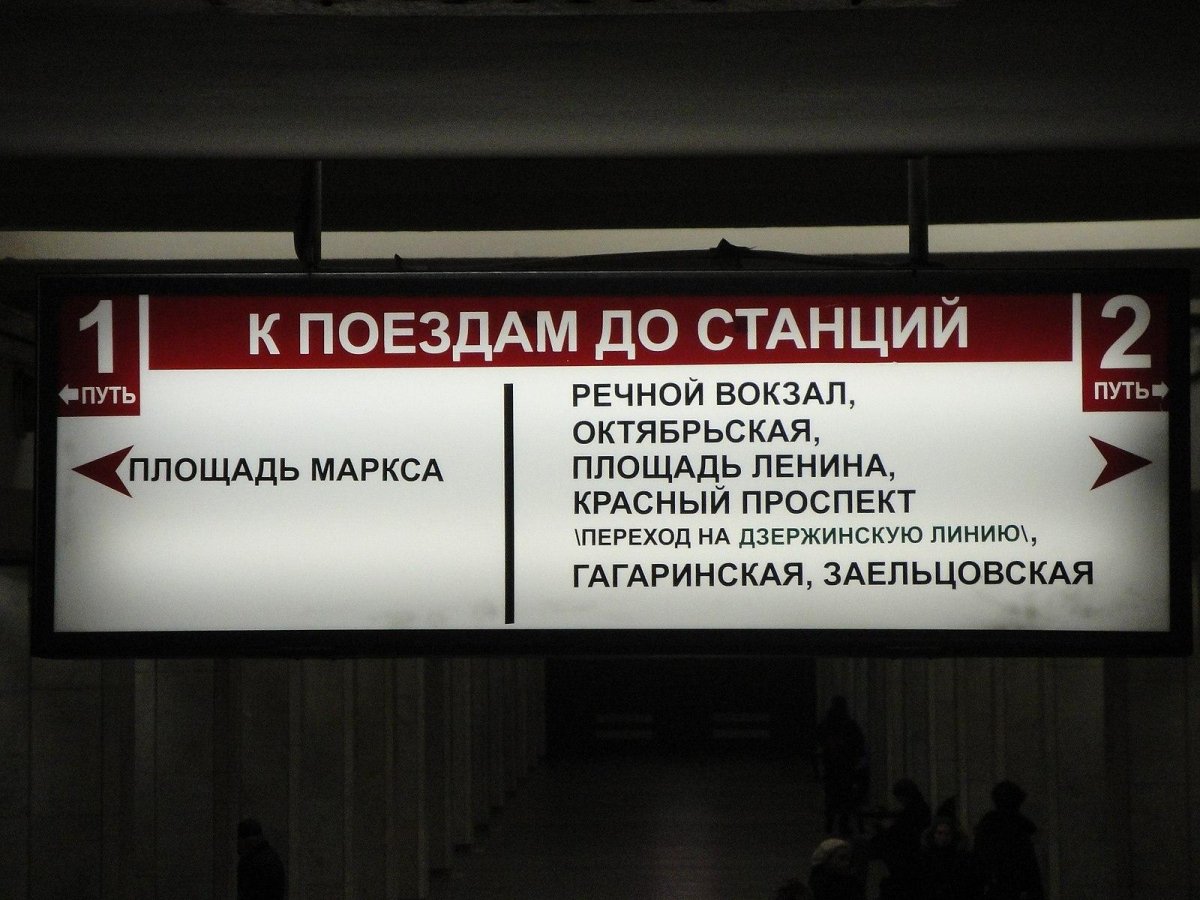 1
ПУТЬ
К ПОЕЗДАМ ДО СТАНЦИЙ
2
ПУТЬ
ПЛОЩАДЬ МАРКСА
РЕЧНОЙ ВОКЗАЛ,
ОКТЯБРЬСКАЯ,
ПЛОЩАДЬ ЛЕНИНА,
КРАСНЫЙ ПРОСПЕКТ
\ПЕРЕХОД НА ДЗЕРЖИНСКУЮ ЛИНИЮ\,
ГАГАРИНСКАЯ, ЗАЕЛЬЦОВСКАЯ